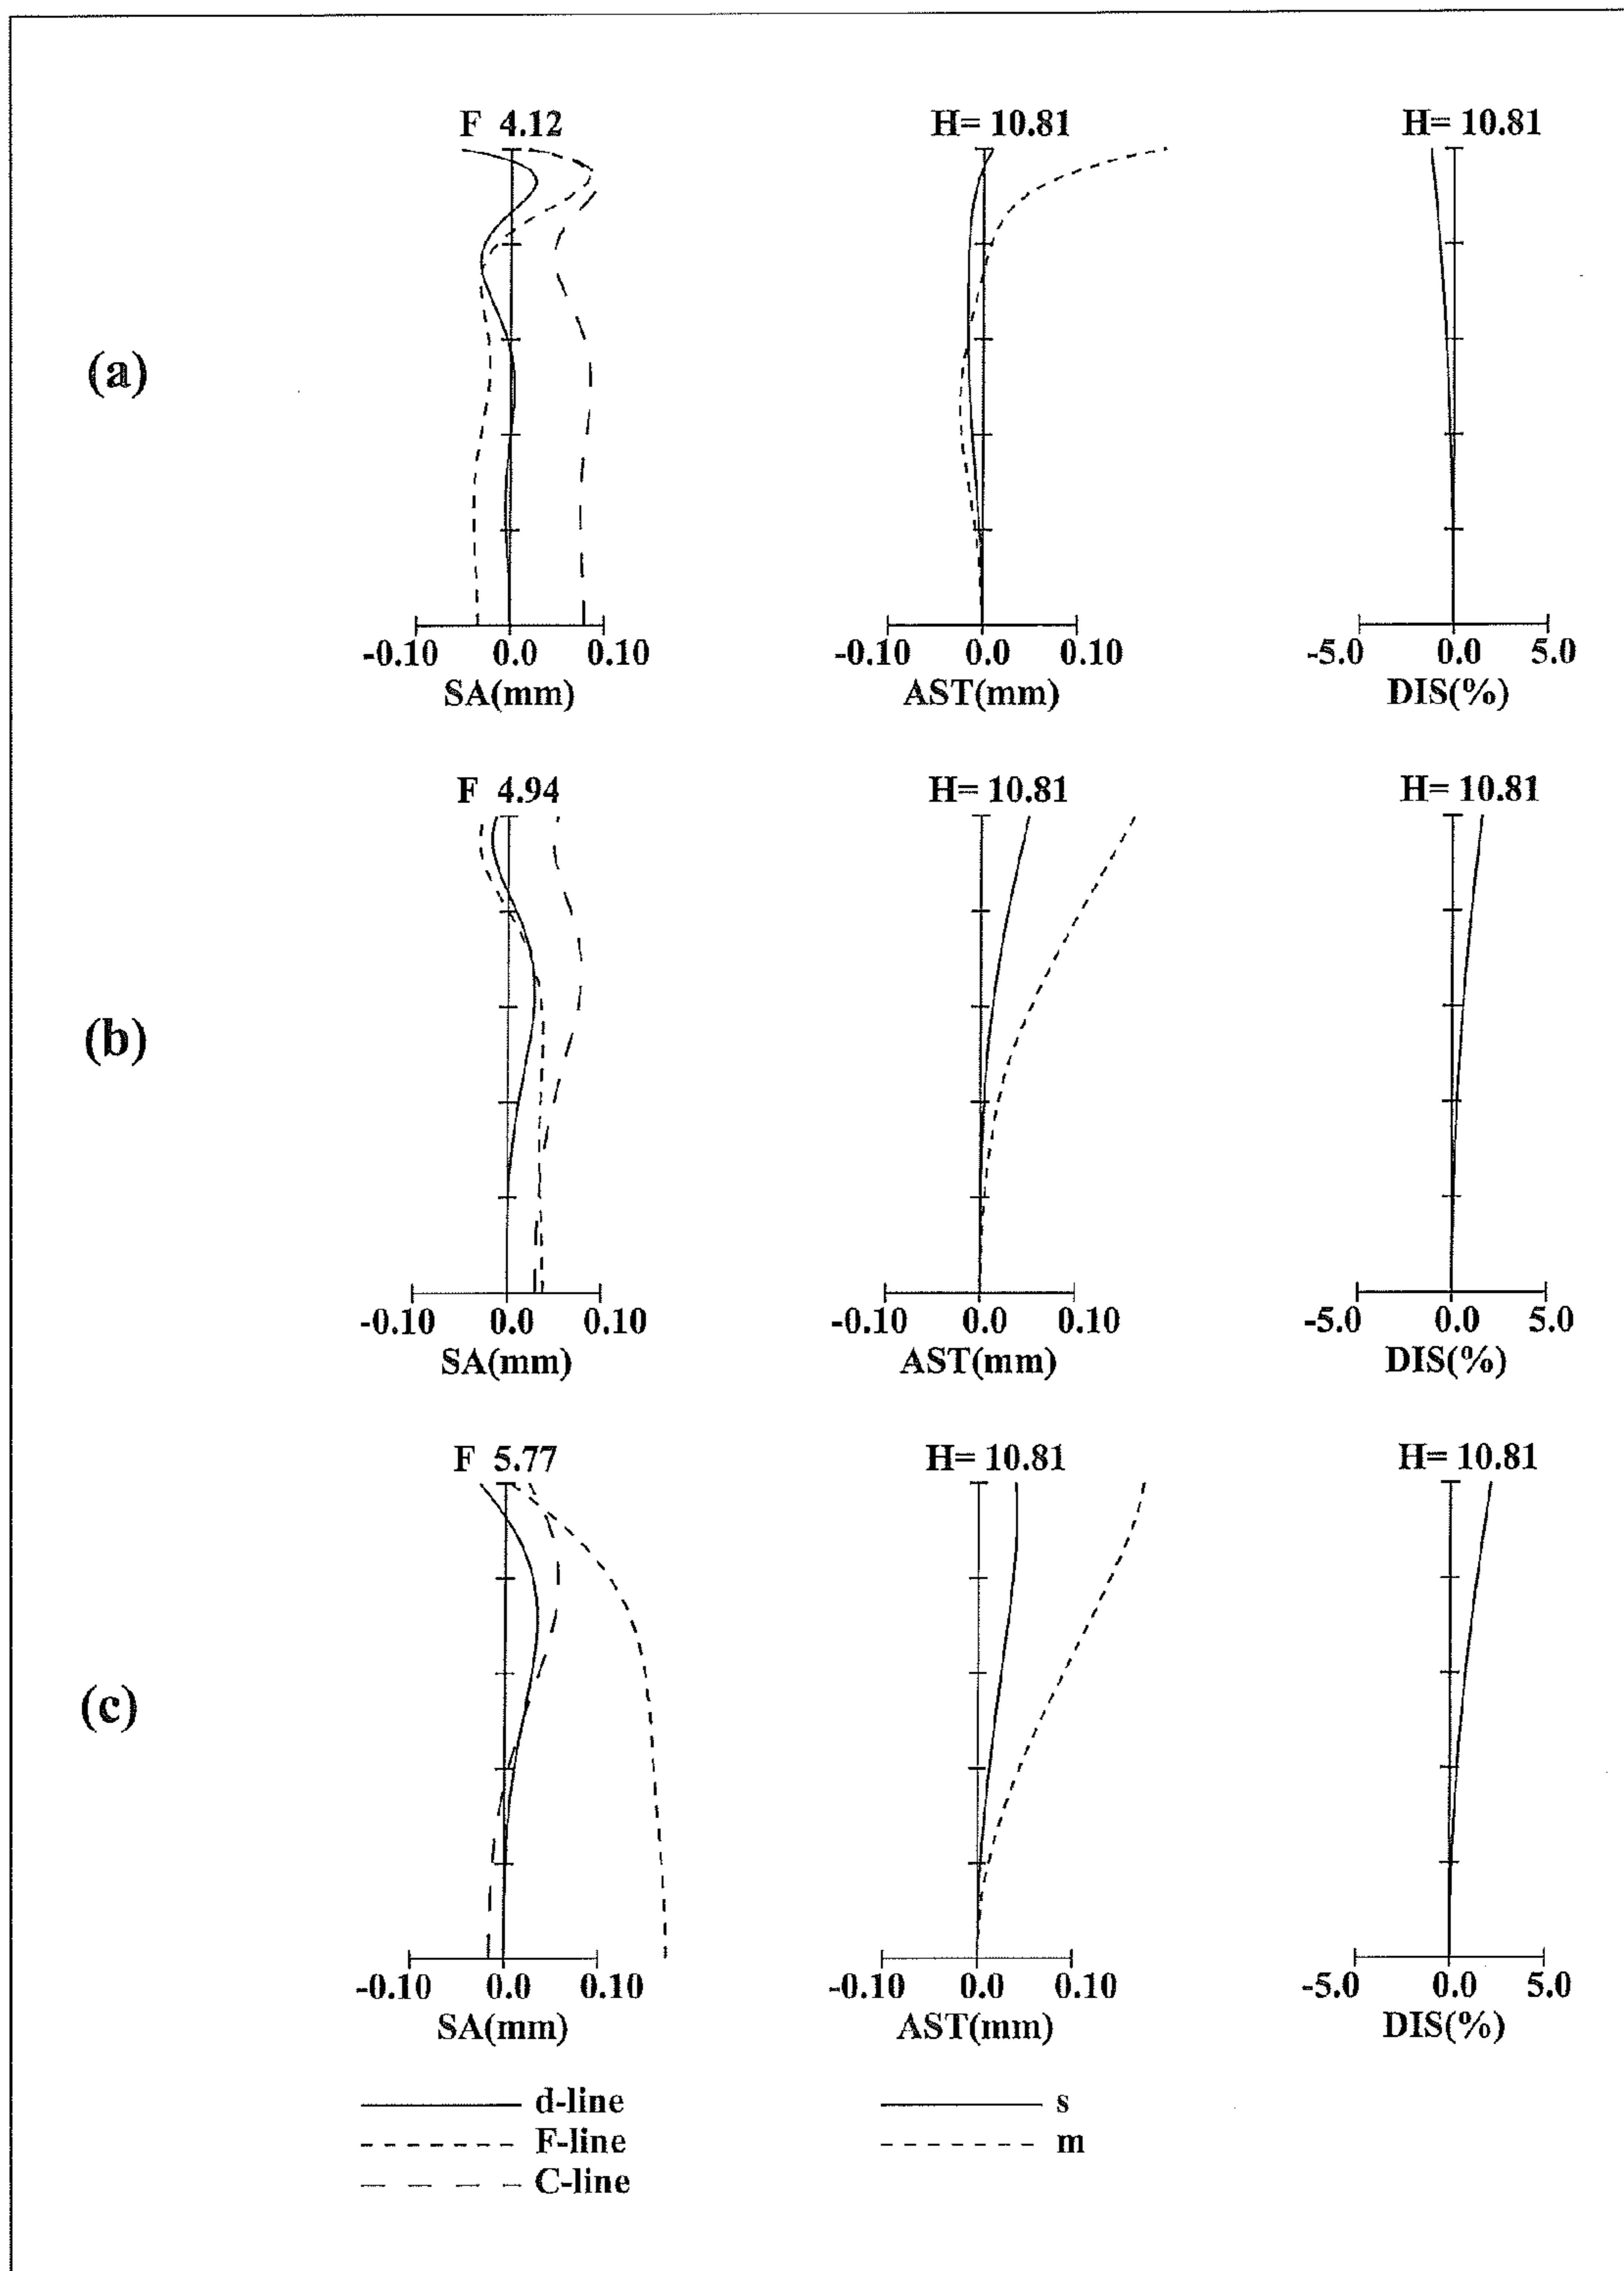 F 4.12 H= 10.81 H= 10.81
(a)
-0.10 0.0 0.10 -0.10 0.0 0.10 -5.0 0.0 5.0
SA(mm) AST(mm) DIS(%)
F 4.94 H= 10.81 H= 10.81
(b)
-0.10 0.0 0.10 -0.10 0.0 0.10 -5.0 0.0 5.0
SA(mm) AST(mm) DIS(%)
F 5.77 H= 10.81 H= 10.81
(c)
-0.10 0.0 0.10 -0.10 0.0 0.10 -5.0 0.0 5.0
SA(mm) AST(mm) DIS(%)
d-line s
F-line m
C-line